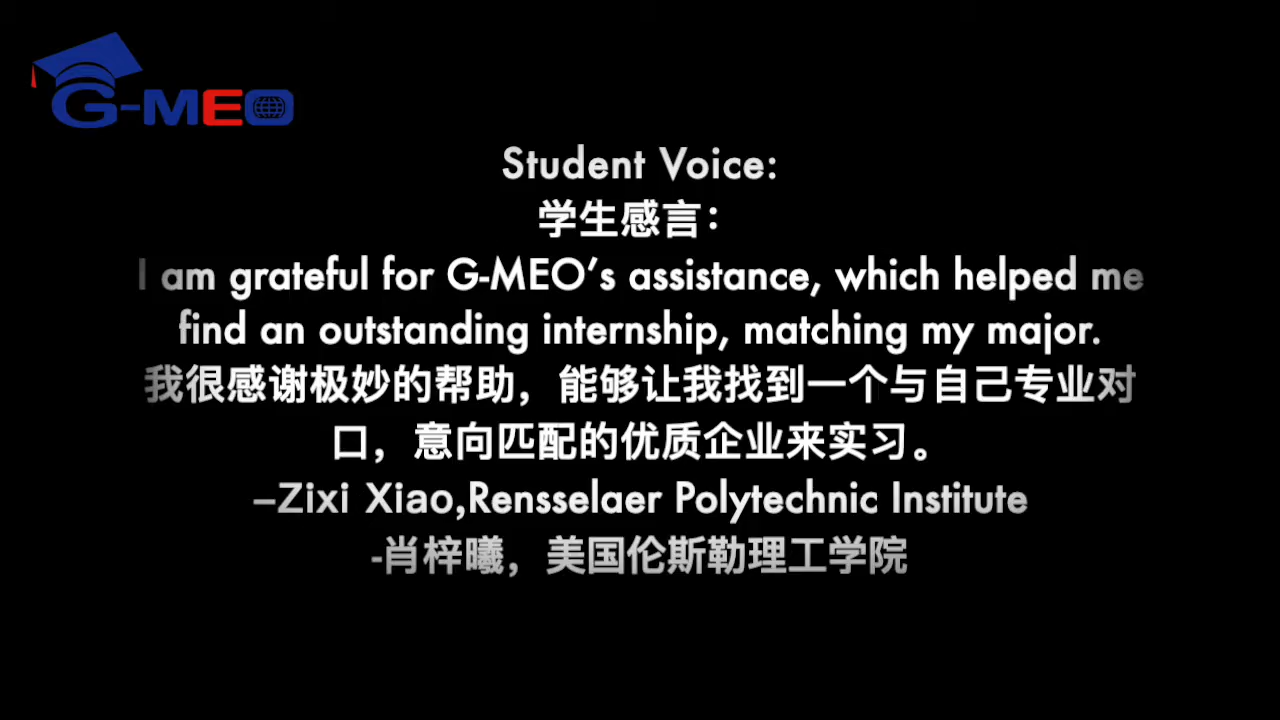 G-MEO
Student Voice:
学生感言：
I am grateful for G-MEO’s assistance, which helped me
find an outstanding internship, matching my major.
我很感谢极妙的帮助，能够让我找到一个与自己专业对
口，意向匹配的优质企业来实习。
–Zixi Xiao,Rensselaer Polytechnic Institute
-肖梓曦，美国伦斯勒理工学院